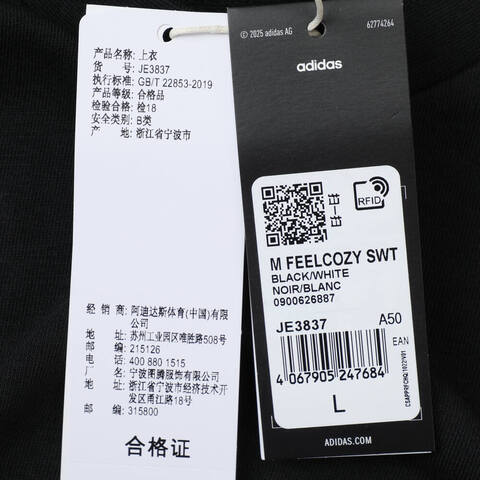 产品名称: 上衣
货 号: JE3837
执行标准: GB/T 22853-2019
产品等级: 合格品
检验合格: 检18
安全类别: B类
产 地: 浙江省宁波市
经 销 商: 阿迪达斯体育(中国)有限
公司
地址: 苏州工业园区唯胜路508号
邮编: 215126
电话: 400 880 1515
厂 名: 宁波图腾服饰有限公司
地址: 浙江省宁波市经济技术开
发区甬江路18号
邮编: 315800
合格证
© 2025 adidas AG
62774264
adidas
RFID
M FEELCOZY SWT
BLACK/WHITE
NOIR/BLANC
0900626887
JE3837 A50
EAN
4 067905 247684
L
ADIDAS.COM